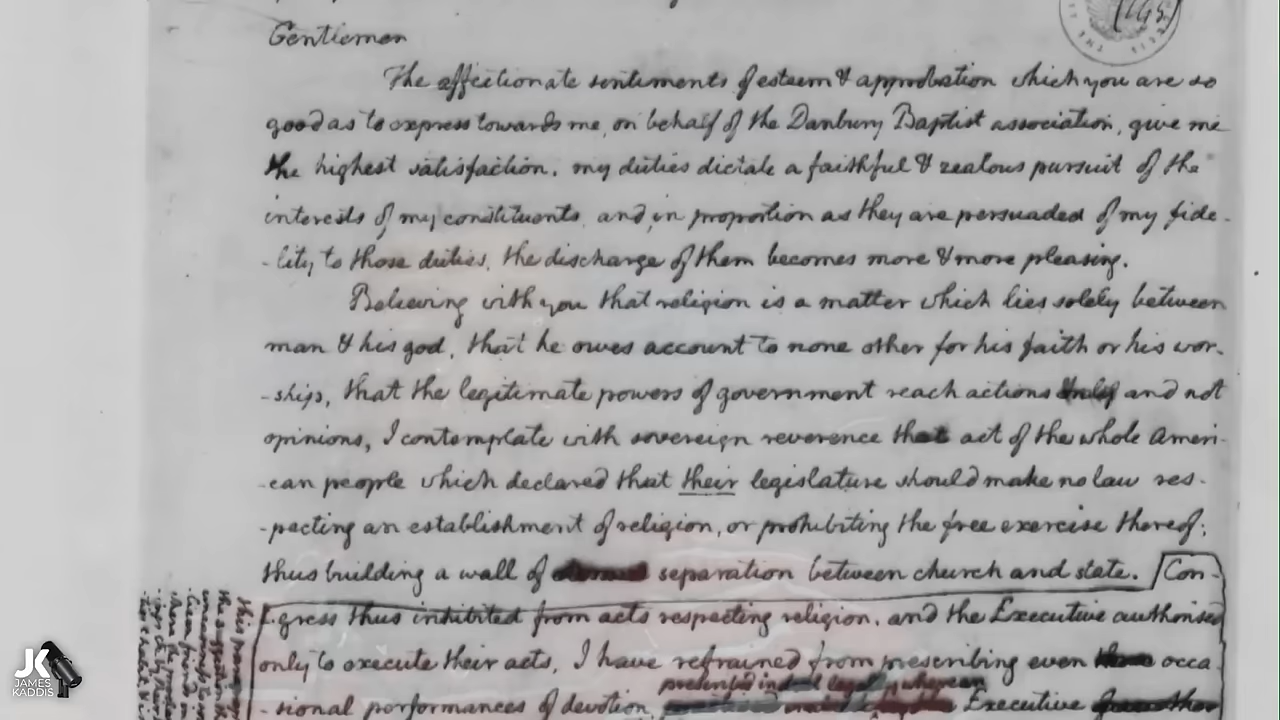 Gentlemen
The affectionate sentiments of esteem & approbation which you are so
good as to express towards me, on behalf of the Danbury Baptist association, give me
the highest satisfaction. my duties dictate a faithful & zealous pursuit of the
interests of my constituents, and, in proportion as they are persuaded of my fide-
-lity to those duties, the discharge of them becomes more & more pleasing.
Believing with you that religion is a matter which lies solely between
man & his god, that he owes account to none other for his faith or his wor-
-ship, that the legitimate powers of government reach actions only and not
opinions, I contemplate with sovereign reverence that act of the whole Ameri-
-can people which declared that their legislature should make no law res-
-pecting an establishment of religion, or prohibiting the free exercise thereof;
thus building a wall of separation between church and state. [Con-
-gress thus inhibited from acts respecting religion, and the Executive authorised
only to execute their acts, I have refrained from prescribing even occa-
-sional performances of devotion, Executive
JK
JAMES
KADDIS